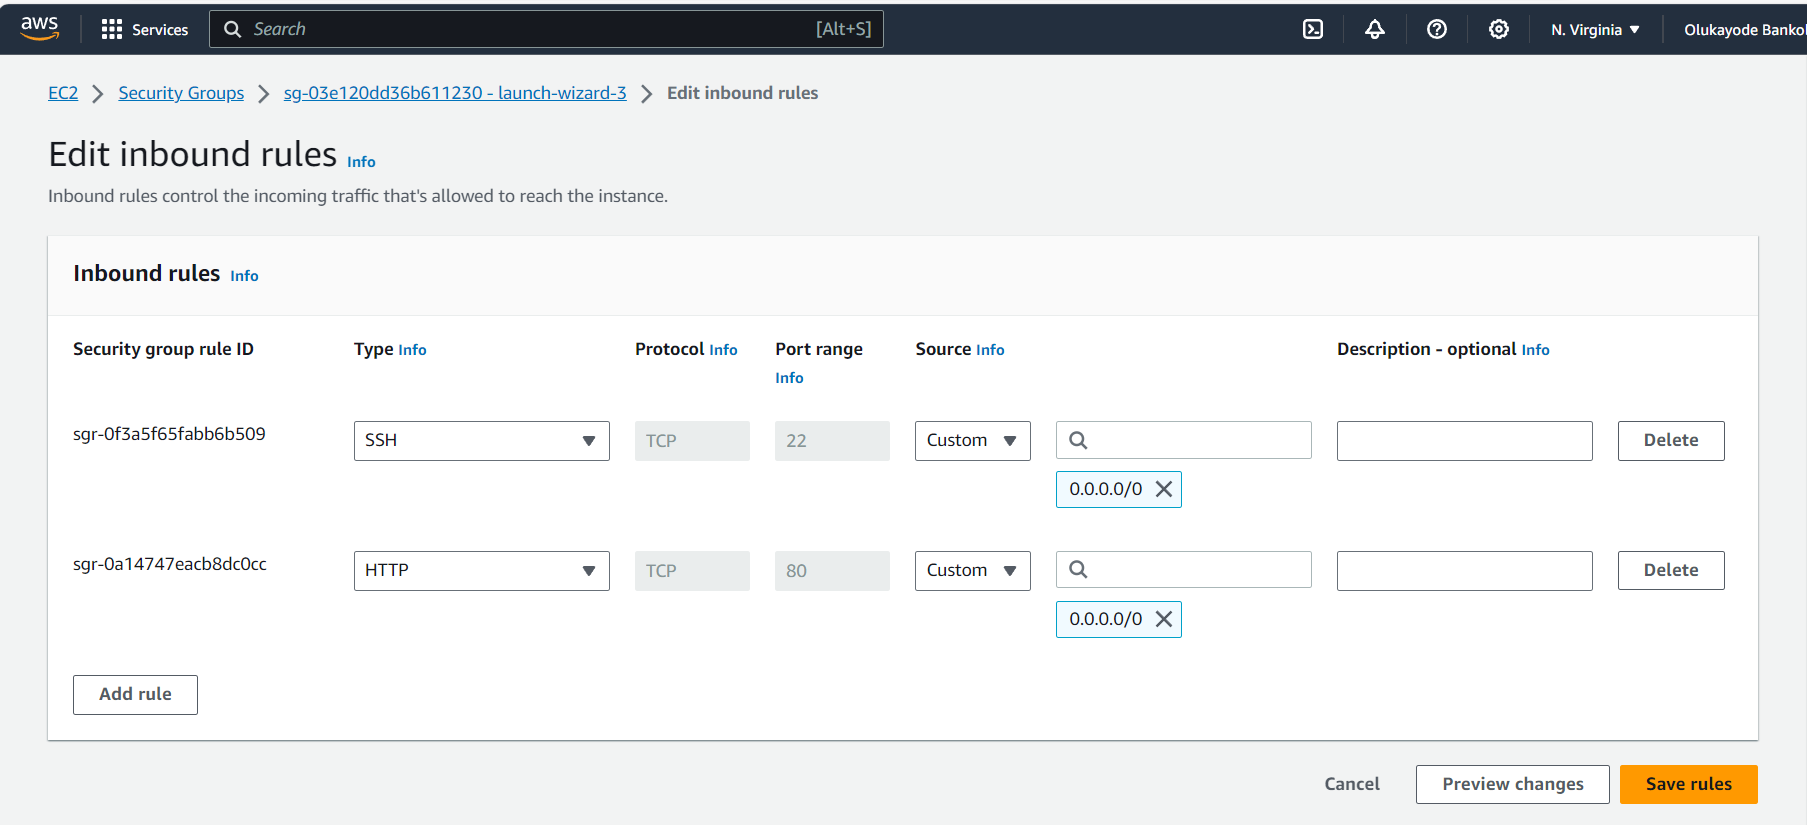 aws Services Search [Alt+S] N. Virginia Olukayode Bankol
EC2 Security Groups sg-03e120dd36b611230 - launch-wizard-3 Edit inbound rules
Edit inbound rules Info
Inbound rules control the incoming traffic that's allowed to reach the instance.
Inbound rules Info
Security group rule ID Type Info Protocol Info Port range Source Info Description - optional Info
Info
sgr-0f3a5f65fabb6b509 SSH TCP 22 Custom Delete
0.0.0.0/0
sgr-0a14747eacb8dc0cc HTTP TCP 80 Custom Delete
0.0.0.0/0
Add rule
Cancel Preview changes Save rules